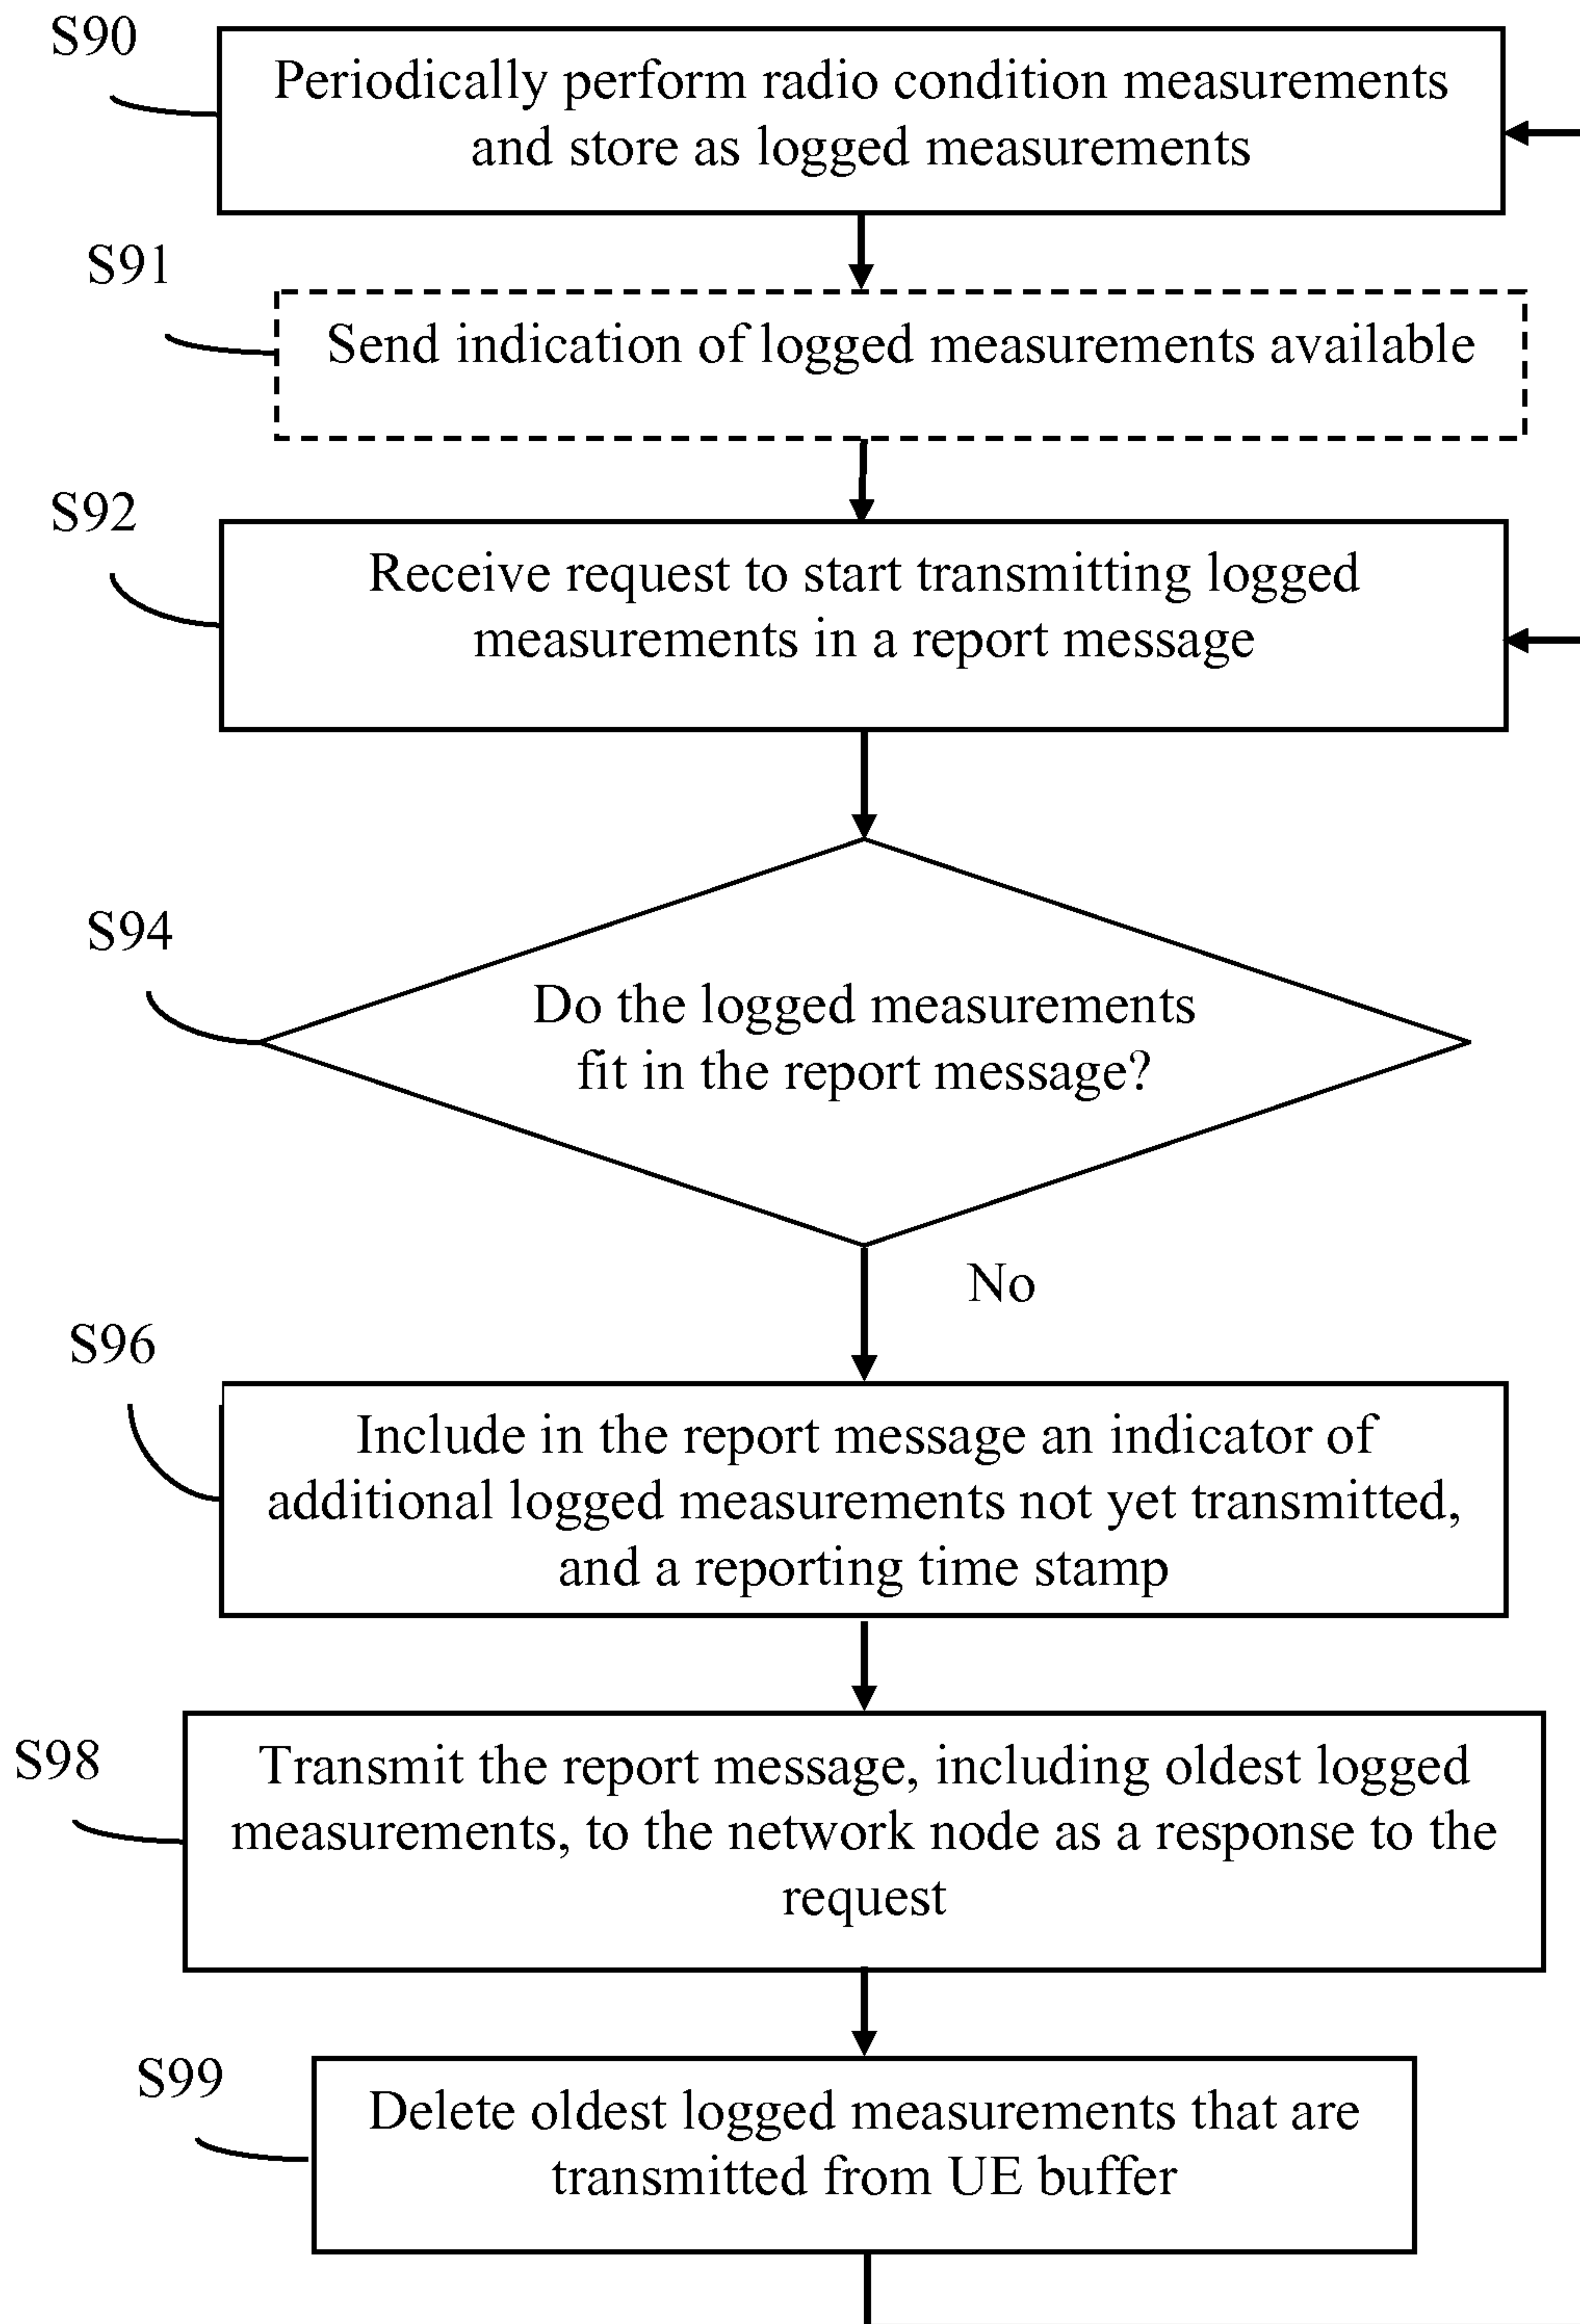 S90
Periodically perform radio condition measurements
and store as logged measurements
S91
Send indication of logged measurements available
S92
Receive request to start transmitting logged
measurements in a report message
S94
Do the logged measurements
fit in the report message?
No
S96
Include in the report message an indicator of
additional logged measurements not yet transmitted,
and a reporting time stamp
S98
Transmit the report message, including oldest logged
measurements, to the network node as a response to the
request
S99
Delete oldest logged measurements that are
transmitted from UE buffer